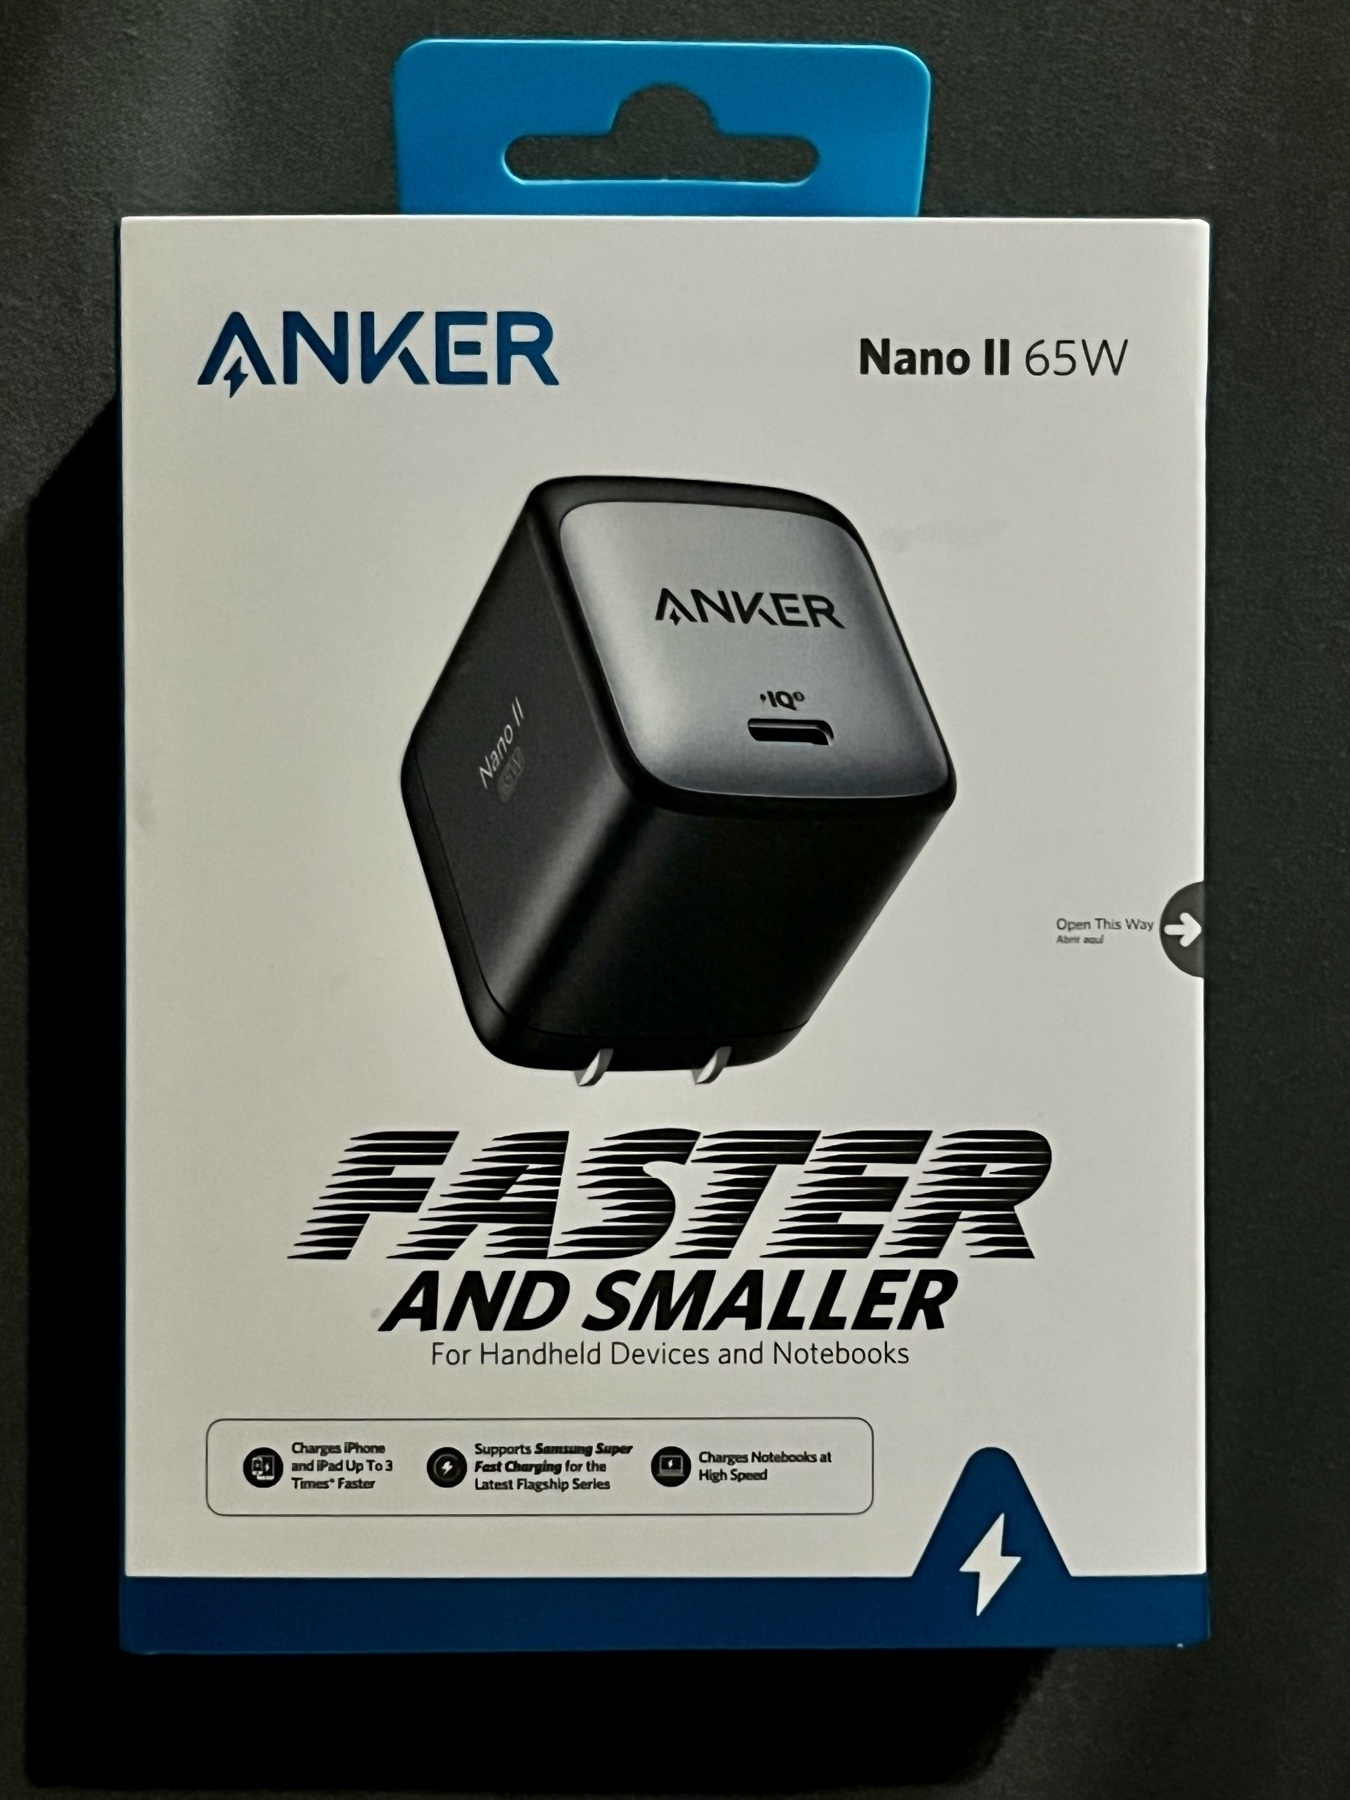 ANKER
Nano II 65W
ANKER
IQ3
Nano II
65W
Open This Way
Abrir aquí
FASTER
AND SMALLER
For Handheld Devices and Notebooks
Charges iPhone
and iPad Up To 3
Times* Faster
Supports Samsung Super
Fast Charging for the
Latest Flagship Series
Charges Notebooks at
High Speed